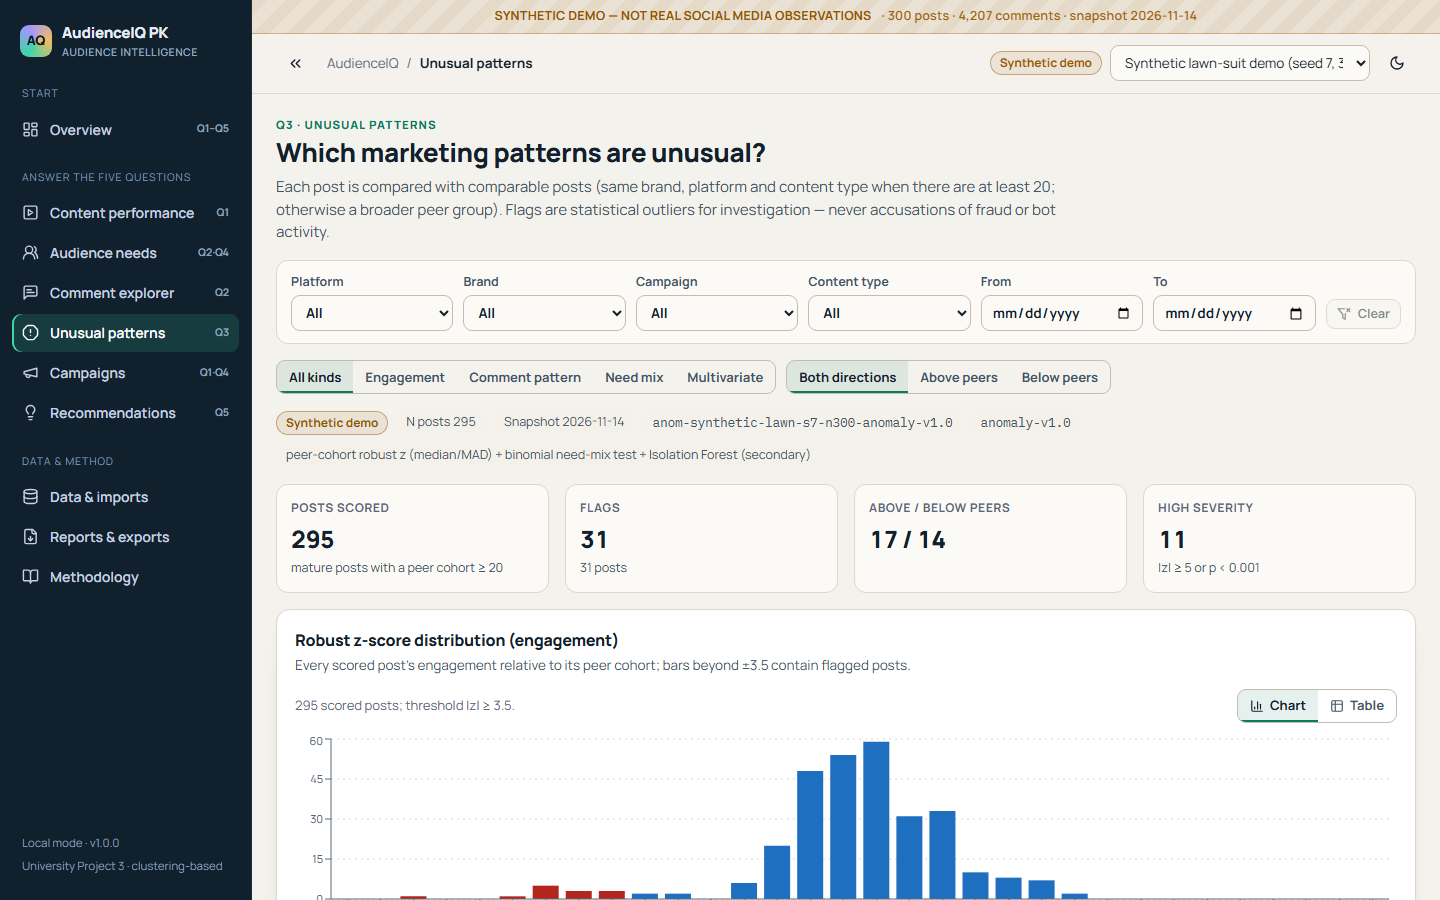 AQ
AudienceIQ PK
AUDIENCE INTELLIGENCE
START
Overview Q1–Q5
ANSWER THE FIVE QUESTIONS
Content performance Q1
Audience needs Q2·Q4
Comment explorer Q2
Unusual patterns Q3
Campaigns Q1·Q4
Recommendations Q5
DATA & METHOD
Data & imports
Reports & exports
Methodology
Local mode · v1.0.0
University Project 3 · clustering-based
SYNTHETIC DEMO — NOT REAL SOCIAL MEDIA OBSERVATIONS · 300 posts · 4,207 comments · snapshot 2026-11-14
AudienceIQ / Unusual patterns
Synthetic demo
Synthetic lawn-suit demo (seed 7, 3
Q3 · UNUSUAL PATTERNS
Which marketing patterns are unusual?
Each post is compared with comparable posts (same brand, platform and content type when there are at least 20;
otherwise a broader peer group). Flags are statistical outliers for investigation — never accusations of fraud or bot
activity.
Platform Brand Campaign Content type From To
All All All All mm/dd/yyyy mm/dd/yyyy Clear
All kinds Engagement Comment pattern Need mix Multivariate Both directions Above peers Below peers
Synthetic demo N posts 295 Snapshot 2026-11-14 anom-synthetic-lawn-s7-n300-anomaly-v1.0 anomaly-v1.0
peer-cohort robust z (median/MAD) + binomial need-mix test + Isolation Forest (secondary)
POSTS SCORED
295
mature posts with a peer cohort ≥ 20
FLAGS
31
31 posts
ABOVE / BELOW PEERS
17 / 14
HIGH SEVERITY
11
|z| ≥ 5 or p < 0.001
Robust z-score distribution (engagement)
Every scored post's engagement relative to its peer cohort; bars beyond ±3.5 contain flagged posts.
295 scored posts; threshold |z| ≥ 3.5.
Chart Table
60
45
30
15
0